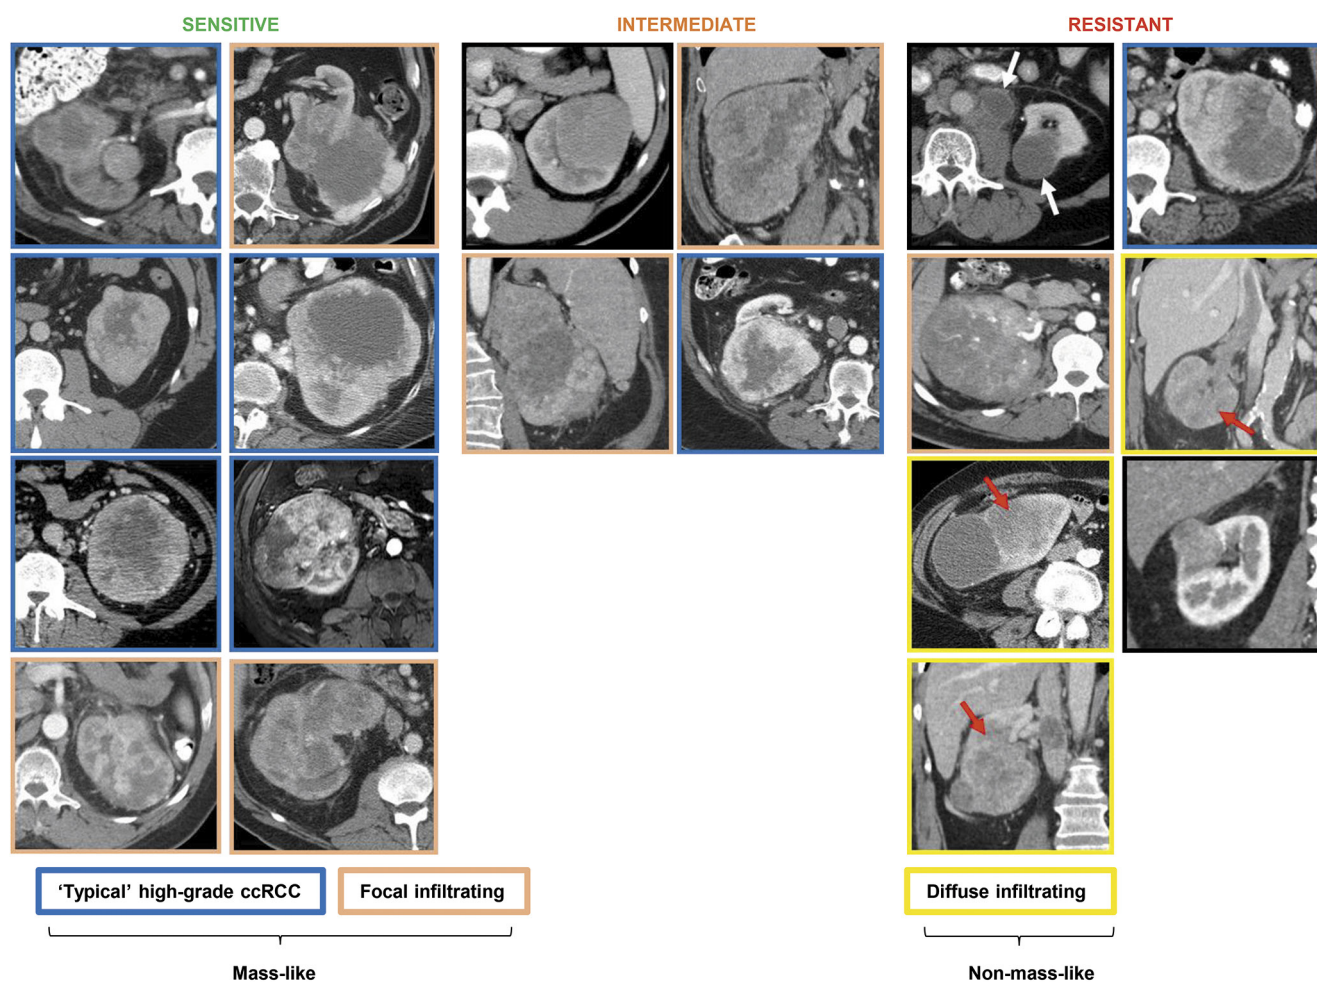 SENSITIVE
INTERMEDIATE
RESISTANT
‘Typical’ high-grade ccRCC
Focal infiltrating
Diffuse infiltrating
Mass-like
Non-mass-like